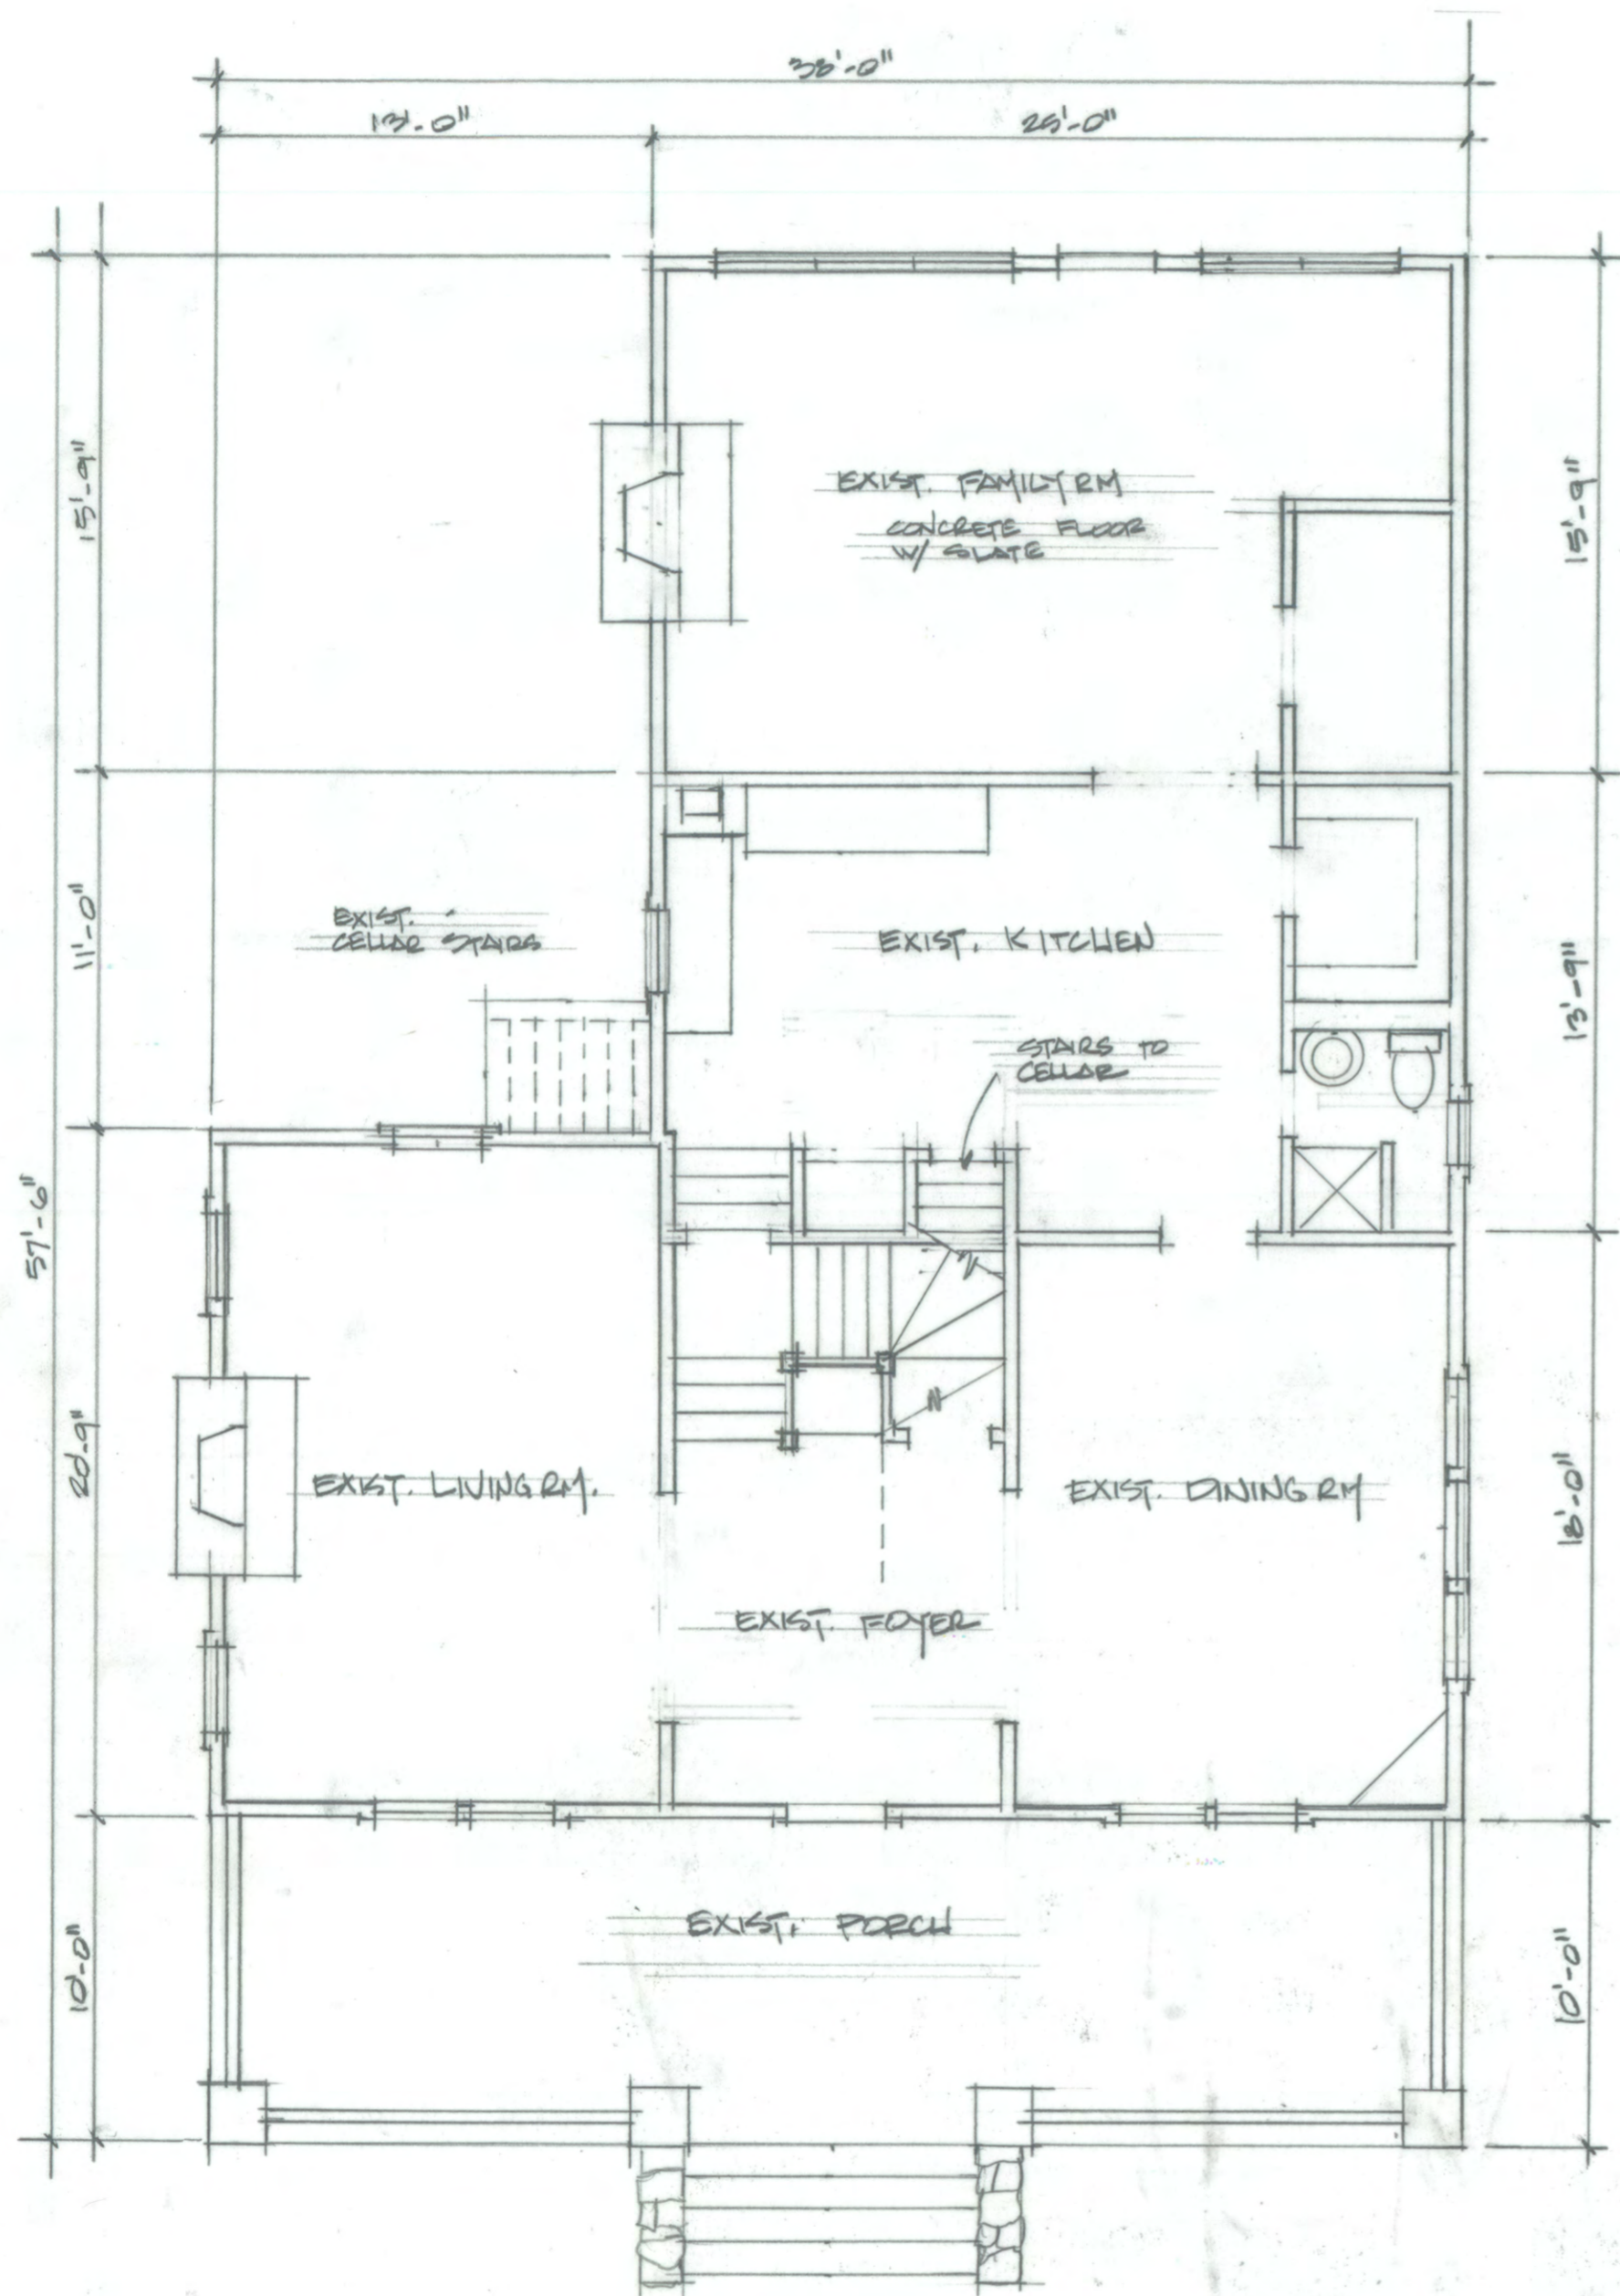 38'-0"
13'-0"
25'-0"
15'-9"
EXIST. FAMILY RM
CONCRETE FLOOR
W/ SLATE
15'-9"
11'-0"
EXIST.
CELLAR STAIRS
EXIST. KITCHEN
13'-9"
STAIRS TO
CELLAR
57'-6"
20'-9"
EXIST. LIVING RM.
EXIST. DINING RM
18'-0"
EXIST. FOYER
EXIST. PORCH
10'-0"
10'-0"